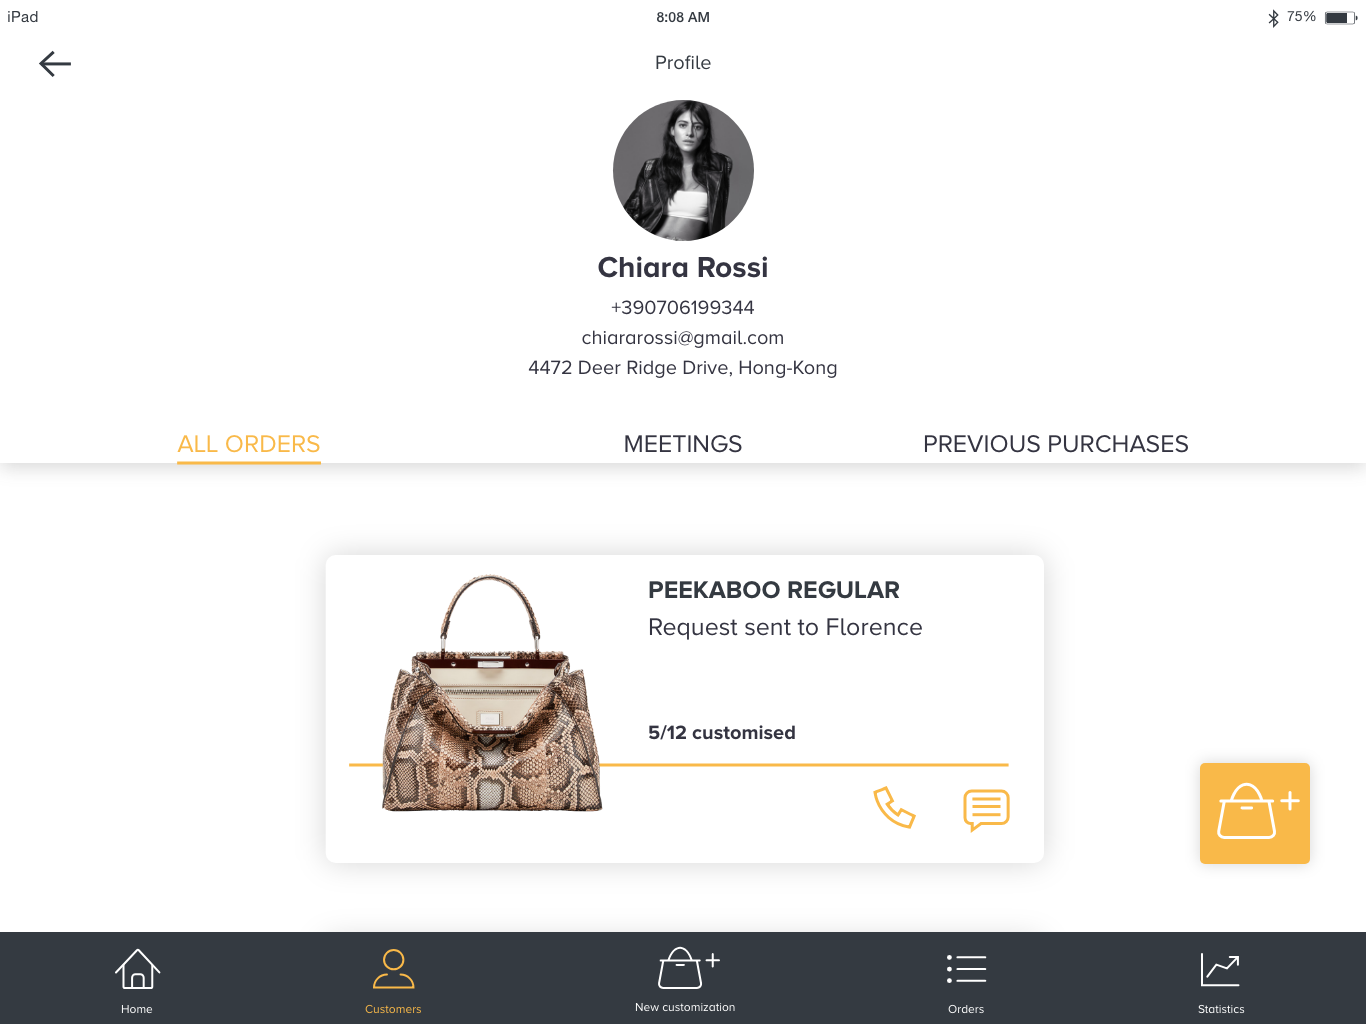 iPad
8:08 AM
75%
Profile
Chiara Rossi
+390706199344
chiararossi@gmail.com
4472 Deer Ridge Drive, Hong-Kong
ALL ORDERS
MEETINGS
PREVIOUS PURCHASES
PEEKABOO REGULAR
Request sent to Florence
5/12 customised
Home
Customers
New customization
Orders
Statistics